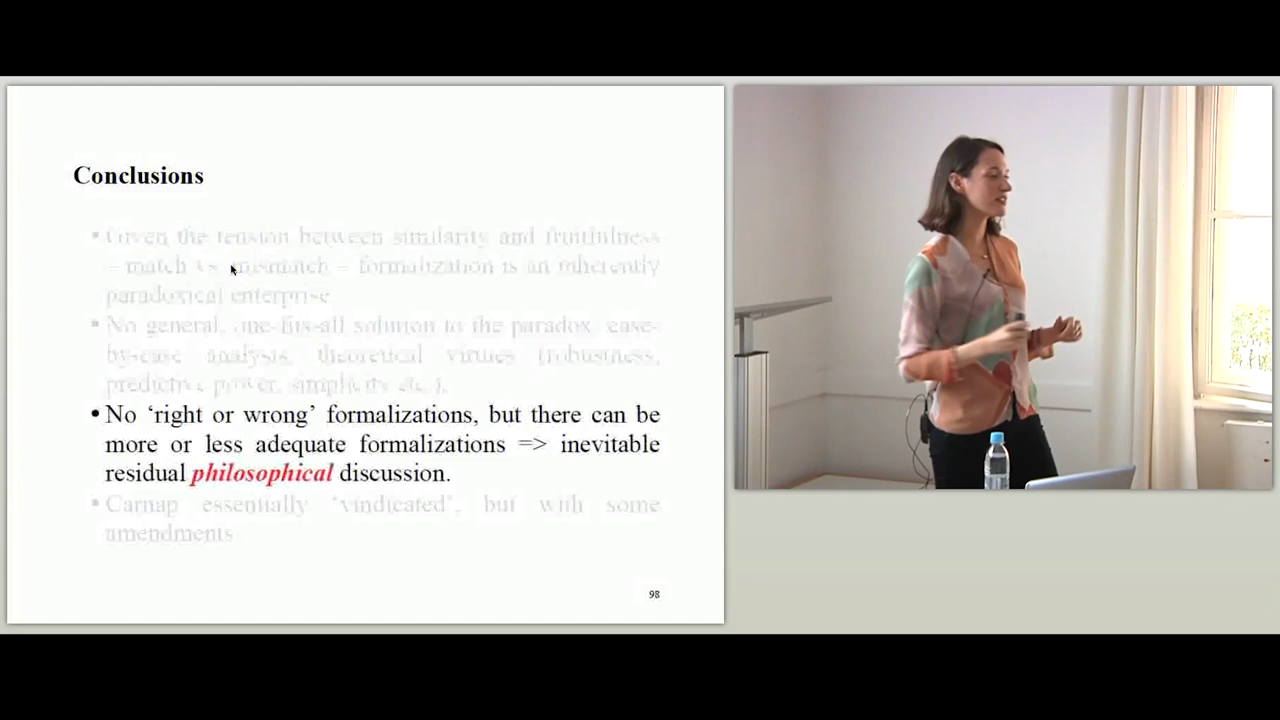 Conclusions
▪ Given the tension between similarity and fruitfulness
– match vs. mismatch – formalization is an inherently
paradoxical enterprise.
▪ No general, one-fits-all solution to the paradox: case-
by-case analysis, theoretical virtues (robustness,
predictive power, simplicity etc.).
• No ‘right or wrong’ formalizations, but there can be
more or less adequate formalizations => inevitable
residual philosophical discussion.
▪ Carnap essentially ‘vindicated’, but with some
amendments
98